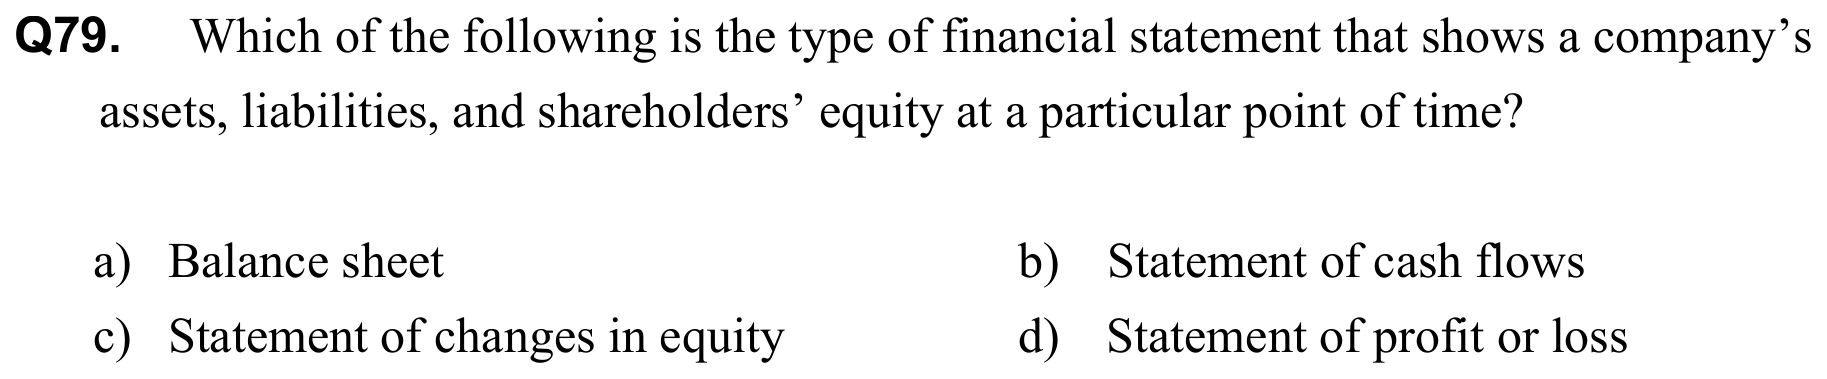 Q79. Which of the following is the type of financial statement that shows a company’s
assets, liabilities, and shareholders’ equity at a particular point of time?
a) Balance sheet b) Statement of cash flows
c) Statement of changes in equity d) Statement of profit or loss